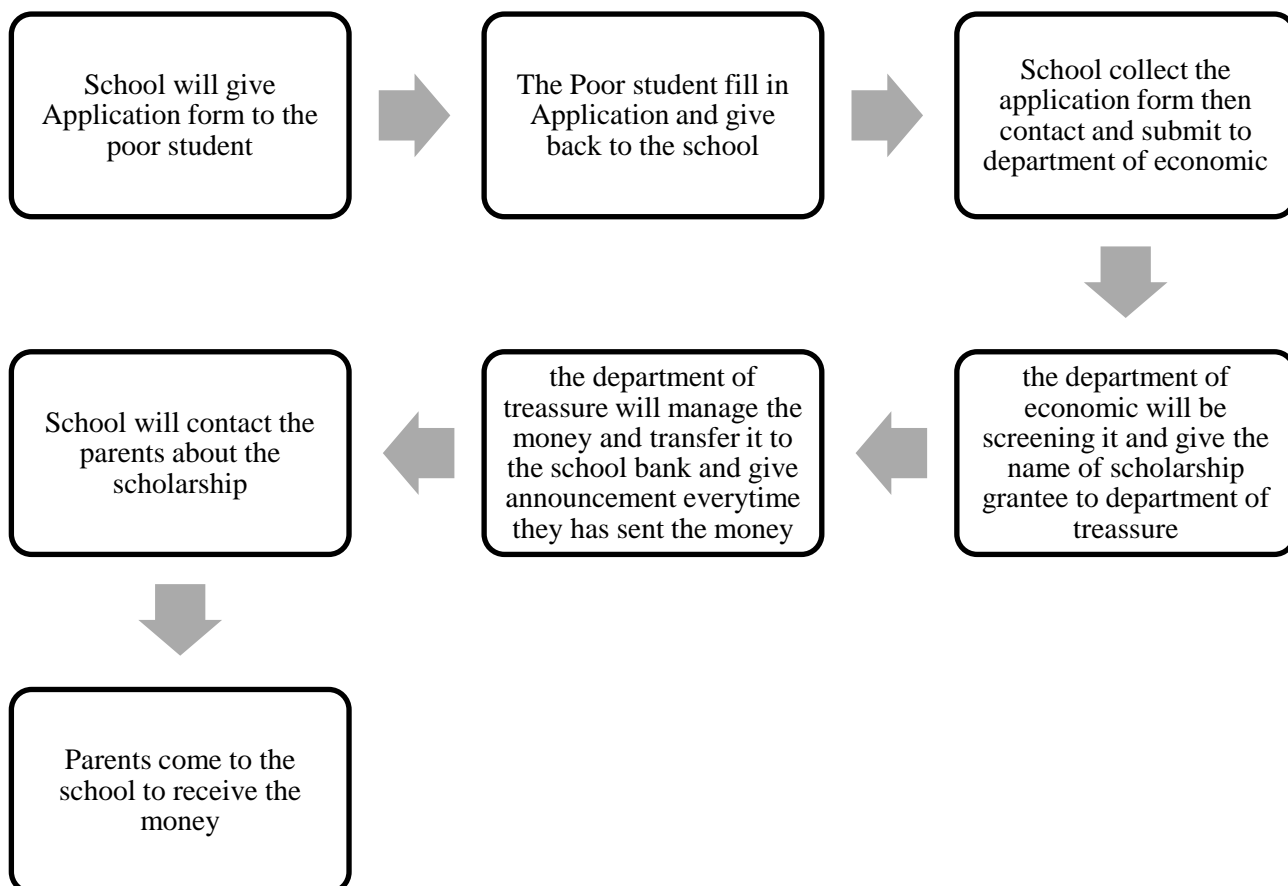 School will give
Application form to the
poor student
The Poor student fill in
Application and give
back to the school
School collect the
application form then
contact and submit to
department of economic
the department of
economic will be
screening it and give the
name of scholarship
grantee to department of
treassure
the department of
treassure will manage the
money and transfer it to
the school bank and give
announcement everytime
they has sent the money
School will contact the
parents about the
scholarship
Parents come to the
school to receive the
money